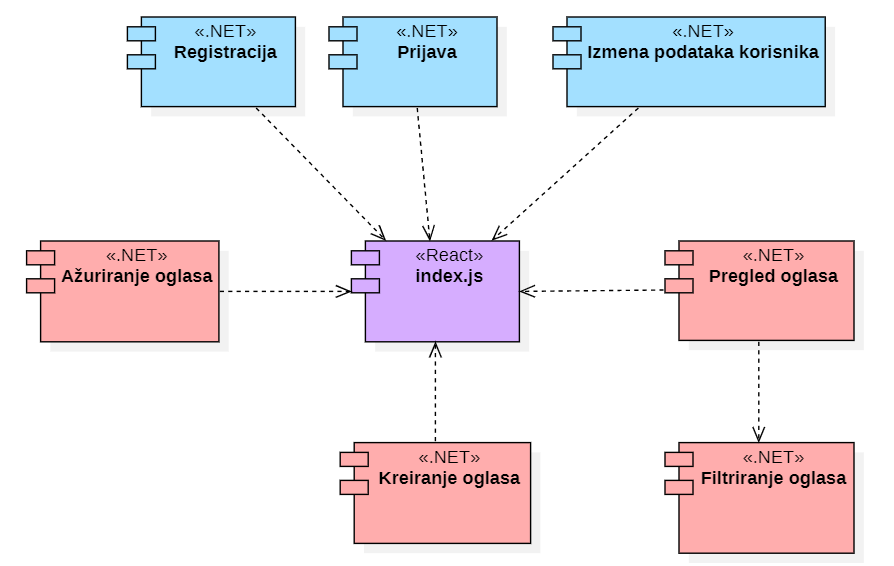 «.NET»
Registracija
«.NET»
Prijava
«.NET»
Izmena podataka korisnika
«.NET»
Ažuriranje oglasa
«React»
index.js
«.NET»
Pregled oglasa
«.NET»
Kreiranje oglasa
«.NET»
Filtriranje oglasa